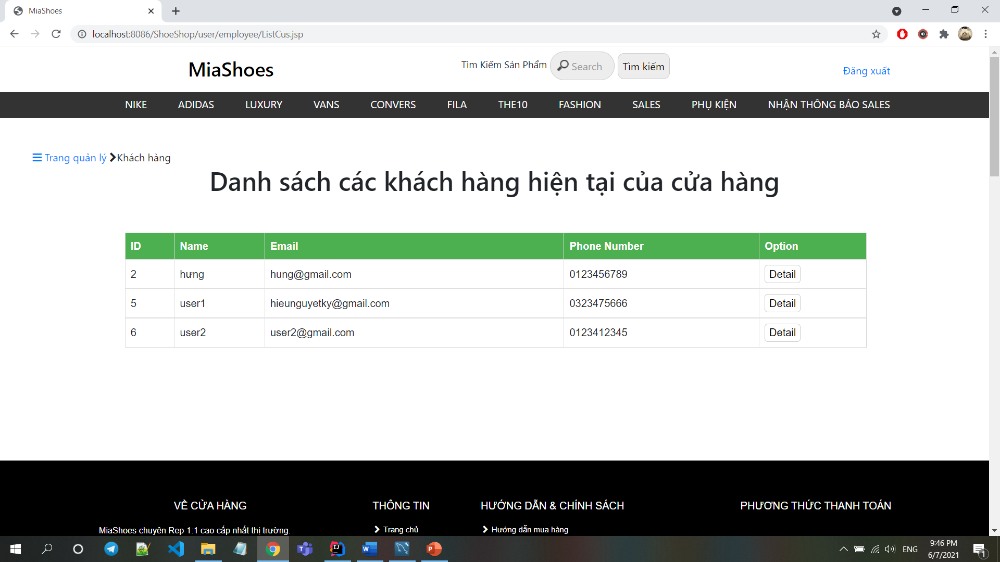 MiaShoes
localhost:8086/ShoeShop/user/employee/ListCus.jsp
MiaShoes
Tìm Kiếm Sản Phẩm Search Tìm kiếm
Đăng xuất
NIKE ADIDAS LUXURY VANS CONVERS FILA THE10 FASHION SALES PHỤ KIỆN NHẬN THÔNG BÁO SALES
Trang quản lý Khách hàng
Danh sách các khách hàng hiện tại của cửa hàng
ID Name Email Phone Number Option
2 hưng hung@gmail.com 0123456789 Detail
5 user1 hieunguyetky@gmail.com 0323475666 Detail
6 user2 user2@gmail.com 0123412345 Detail
VỀ CỬA HÀNG THÔNG TIN HƯỚNG DẪN & CHÍNH SÁCH PHƯƠNG THỨC THANH TOÁN
MiaShoes chuyên Rep 1:1 cao cấp nhất thị trường. Trang chủ Hướng dẫn mua hàng
ENG
9:46 PM
6/7/2021
1